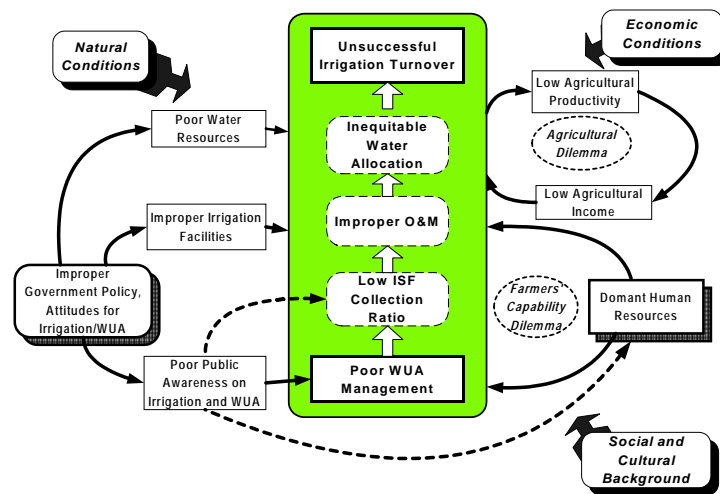 Natural
Conditions
Economic
Conditions
Unsuccessful
Irrigation Turnover
Low Agricultural
Productivity
Poor Water
Resources
Inequitable
Water
Allocation
Agricultural
Dilemma
Low Agricultural
Income
Improper Irrigation
Facilities
Improper O&M
Improper
Government Policy,
Attitudes for
Irrigation/WUA
Low ISF
Collection
Ratio
Farmers'
Capability
Dilemma
Domant Human
Resources
Poor Public
Awareness on
Irrigation and WUA
Poor WUA
Management
Social and
Cultural
Background